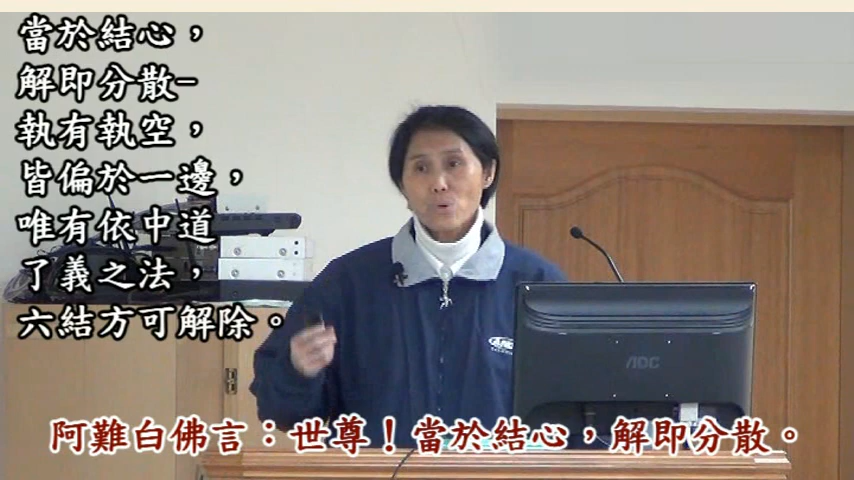 當於結心，
解即分散-
執有執空，
皆偏於一邊，
唯有依中道
了義之法，
六結方可解除。
AOC
阿難白佛言：世尊！當於結心，解即分散。